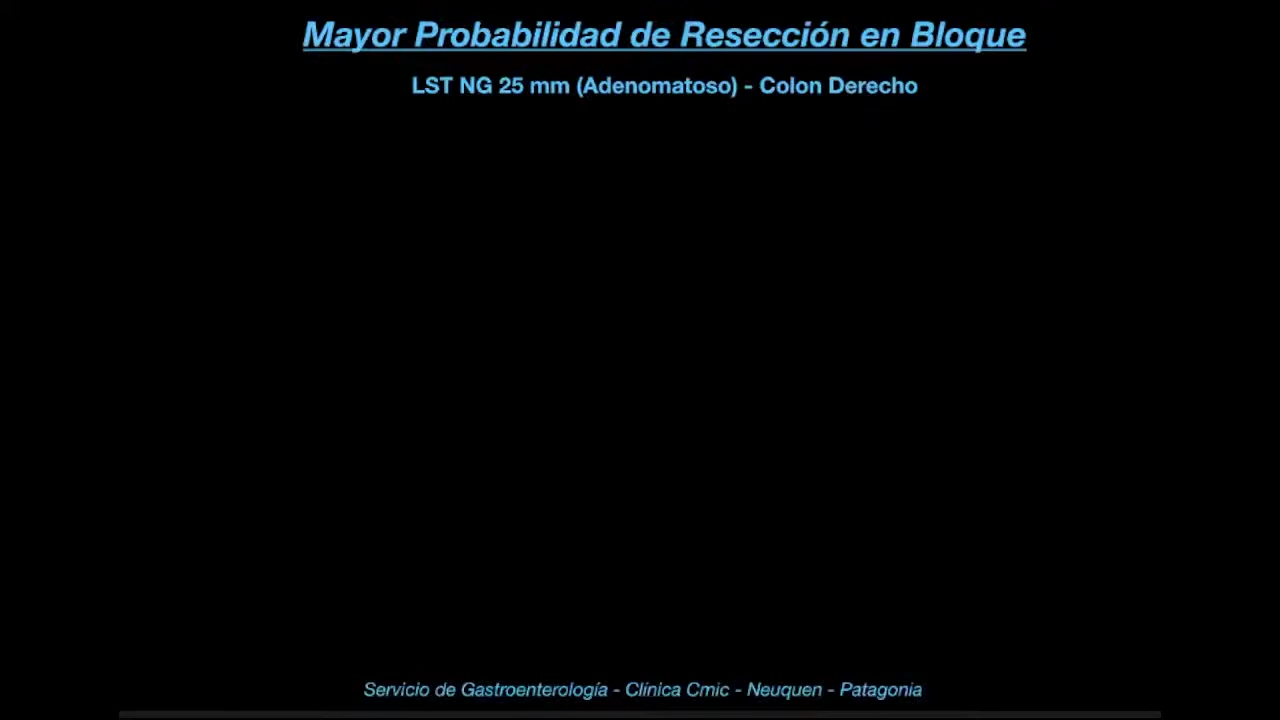 Mayor Probabilidad de Resección en Bloque
LST NG 25 mm (Adenomatoso) - Colon Derecho
Servicio de Gastroenterología - Clínica Cmic - Neuquen - Patagonia